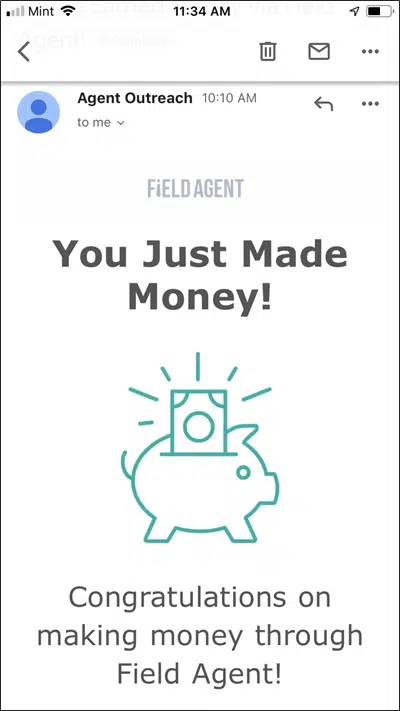 Mint 11:34 AM
Agent Outreach 10:10 AM
to me
FiELD AGENT
You Just Made
Money!
Congratulations on
making money through
Field Agent!